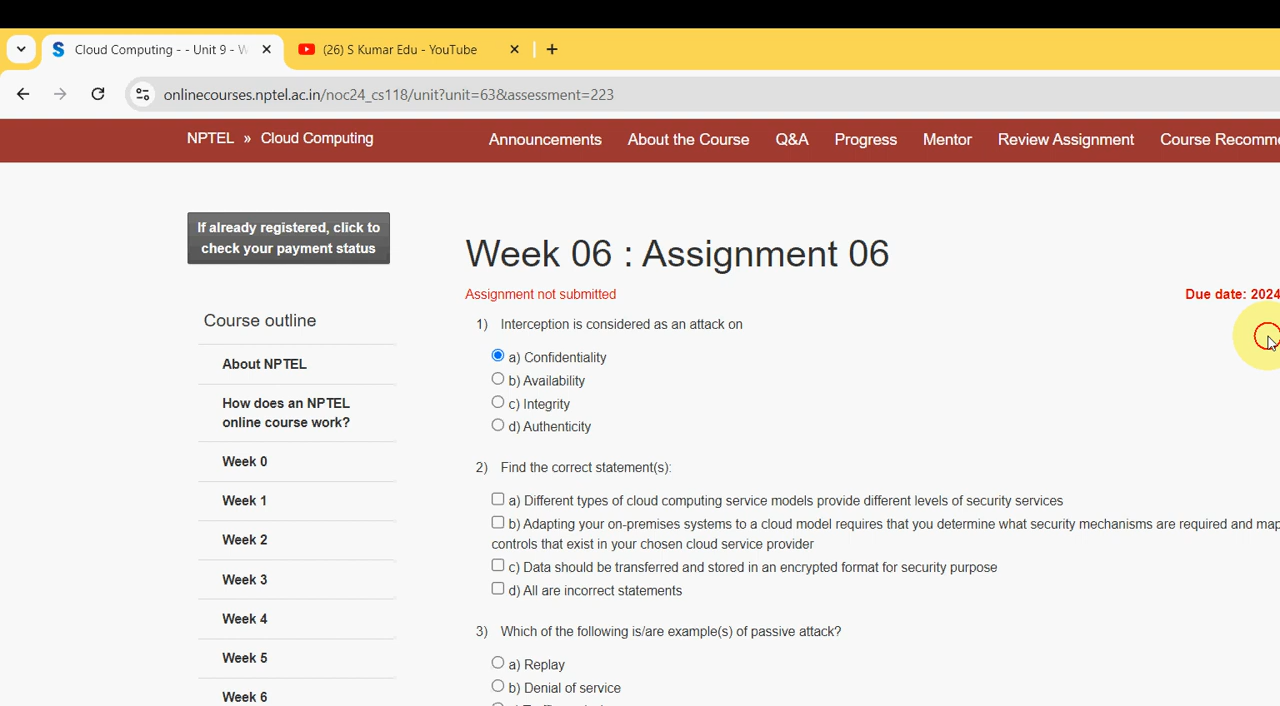 Cloud Computing - - Unit 9 - W
(26) S Kumar Edu - YouTube
onlinecourses.nptel.ac.in/noc24_cs118/unit?unit=63&assessment=223
NPTEL » Cloud Computing
Announcements About the Course Q&A Progress Mentor Review Assignment Course Recomm
If already registered, click to
check your payment status
Week 06 : Assignment 06
Assignment not submitted
Due date: 2024
Course outline
About NPTEL
How does an NPTEL
online course work?
Week 0
Week 1
Week 2
Week 3
Week 4
Week 5
Week 6
1) Interception is considered as an attack on
a) Confidentiality
b) Availability
c) Integrity
d) Authenticity
2) Find the correct statement(s):
a) Different types of cloud computing service models provide different levels of security services
b) Adapting your on-premises systems to a cloud model requires that you determine what security mechanisms are required and map
controls that exist in your chosen cloud service provider
c) Data should be transferred and stored in an encrypted format for security purpose
d) All are incorrect statements
3) Which of the following is/are example(s) of passive attack?
a) Replay
b) Denial of service